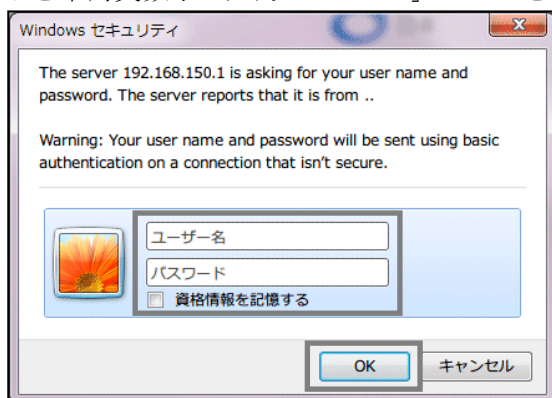 Windows セキュリティ
The server 192.168.150.1 is asking for your user name and
password. The server reports that it is from ..
Warning: Your user name and password will be sent using basic
authentication on a connection that isn't secure.
ユーザー名
パスワード
資格情報を記憶する
OK
キャンセル